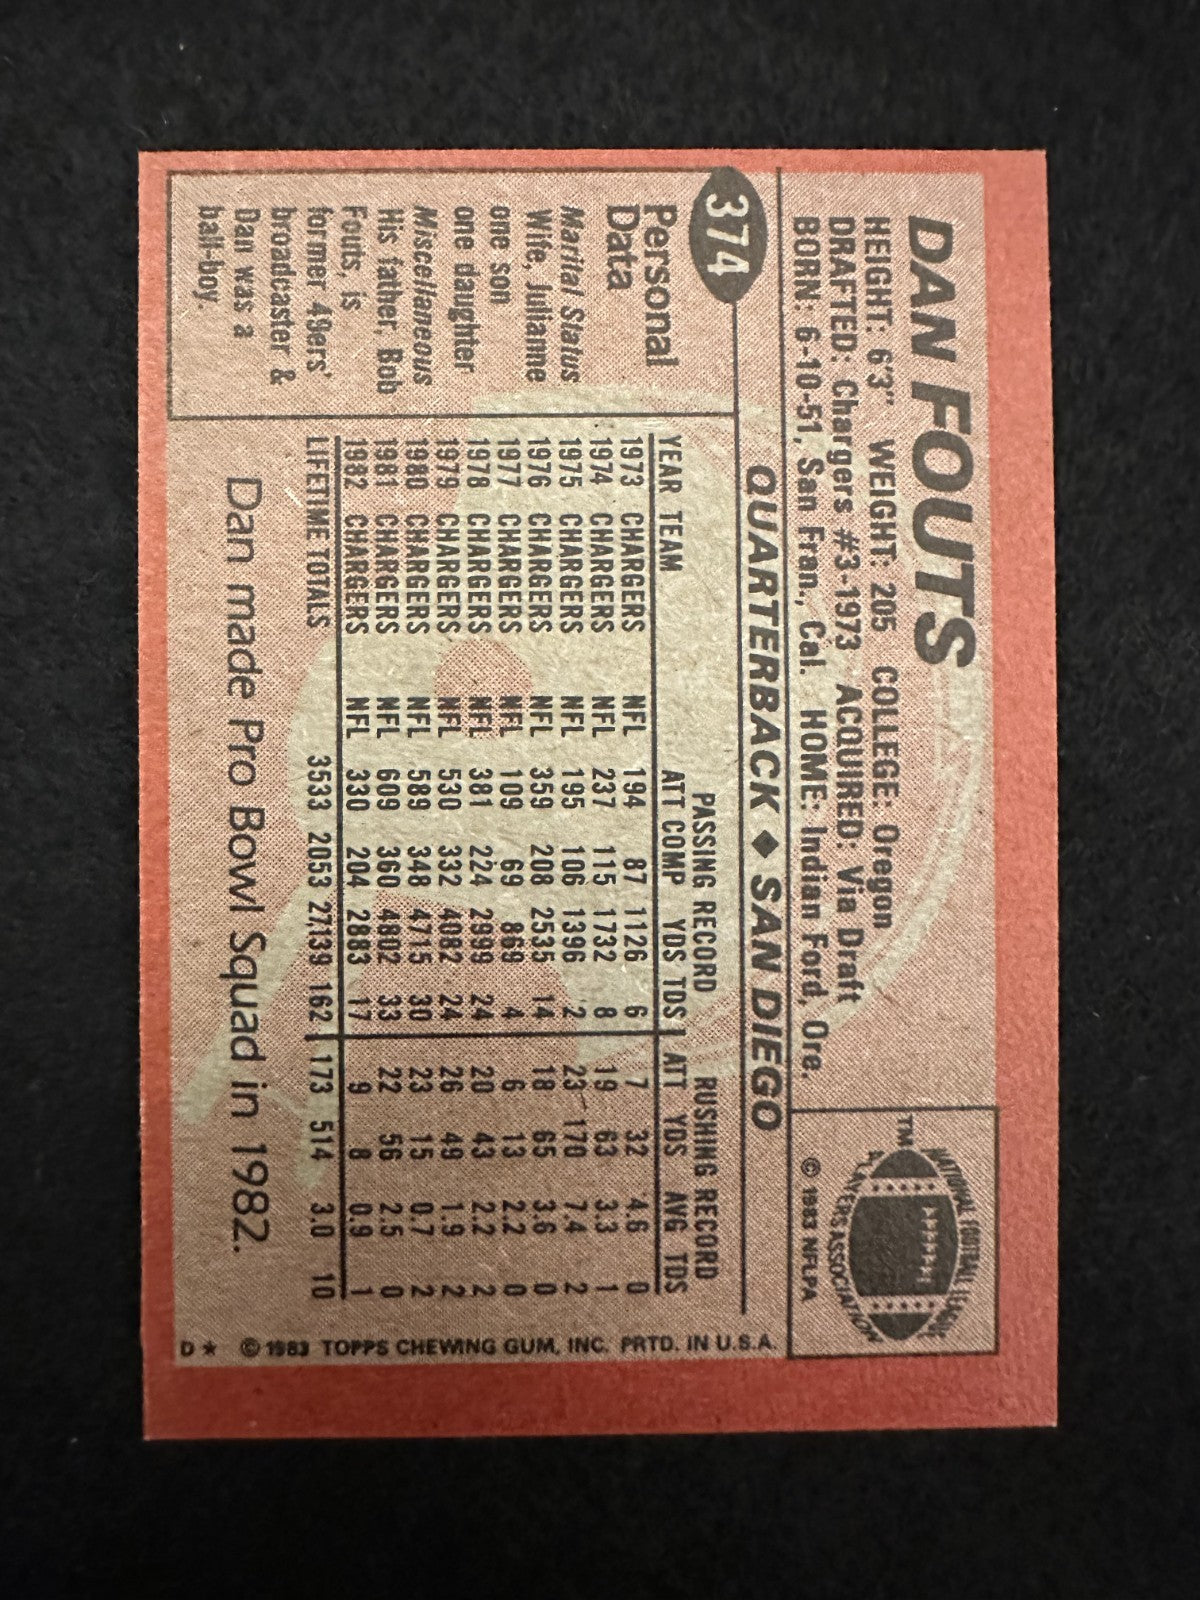 DAN FOUTS
HEIGHT: 6'3" WEIGHT: 205 COLLEGE: Oregon
DRAFTED: Chargers #3-1973 ACQUIRED: Via Draft
BORN: 6-10-51, San Fran., Cal. HOME: Indian Ford, Ore.
NATIONAL FOOTBALL LEAGUE
PLAYERS ASSOCIATION
TM
© 1983 NFLPA
374
QUARTERBACK ◆ SAN DIEGO
Personal
Data
Marital Status
Wife, Julianne
one son
one daughter
Miscellaneous
His father, Bob
Fouts, is
former 49ers'
broadcaster &
Dan was a
ball-boy.
PASSING RECORD RUSHING RECORD
YEAR TEAM ATT COMP YDS TDS ATT YDS AVG TDS
1973 CHARGERS NFL 194 87 1126 6 7 32 4.6 0
1974 CHARGERS NFL 237 115 1732 8 19 63 3.3 1
1975 CHARGERS NFL 195 106 1396 2 23 170 7.4 2
1976 CHARGERS NFL 359 208 2535 14 18 65 3.6 0
1977 CHARGERS NFL 109 69 869 4 6 13 2.2 0
1978 CHARGERS NFL 381 224 2999 24 20 43 2.2 2
1979 CHARGERS NFL 530 332 4082 24 26 49 1.9 2
1980 CHARGERS NFL 589 348 4715 30 23 15 0.7 2
1981 CHARGERS NFL 609 360 4802 33 22 56 2.5 0
1982 CHARGERS NFL 330 204 2883 17 9 8 0.9 1
LIFETIME TOTALS 3533 2053 27,139 162 173 514 3.0 10
Dan made Pro Bowl Squad in 1982.
D★ © 1983 TOPPS CHEWING GUM, INC. PRTD. IN U.S.A.